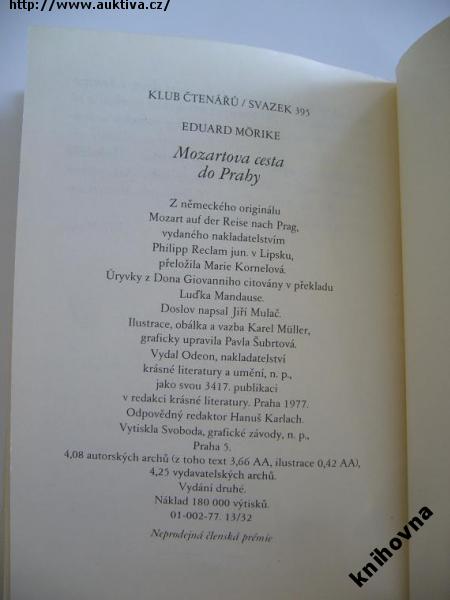 http://www.auktiva.cz/
KLUB ČTENÁŘŮ / SVAZEK 395
EDUARD MÖRIKE
Mozartova cesta
do Prahy
Z německého originálu
Mozart auf der Reise nach Prag,
vydaného nakladatelstvím
Philipp Reclam jun. v Lipsku,
přeložila Marie Kornelová.
Úryvky z Dona Giovanniho citovány v překladu
Luďka Mandause.
Doslov napsal Jiří Mulač.
Ilustrace, obálka a vazba Karel Müller,
graficky upravila Pavla Šubrtová.
Vydal Odeon, nakladatelství
krásné literatury a umění, n. p.,
jako svou 3417. publikaci
v redakci krásné literatury. Praha 1977.
Odpovědný redaktor Hanuš Karlach.
Vytiskla Svoboda, grafické závody, n. p.,
Praha 5.
4,08 autorských archů (z toho text 3,66 AA, ilustrace 0,42 AA),
4,25 vydavatelských archů.
Vydání druhé.
Náklad 180 000 výtisků.
01-002-77. 13/32
Neprodejná členská prémie
knihovna